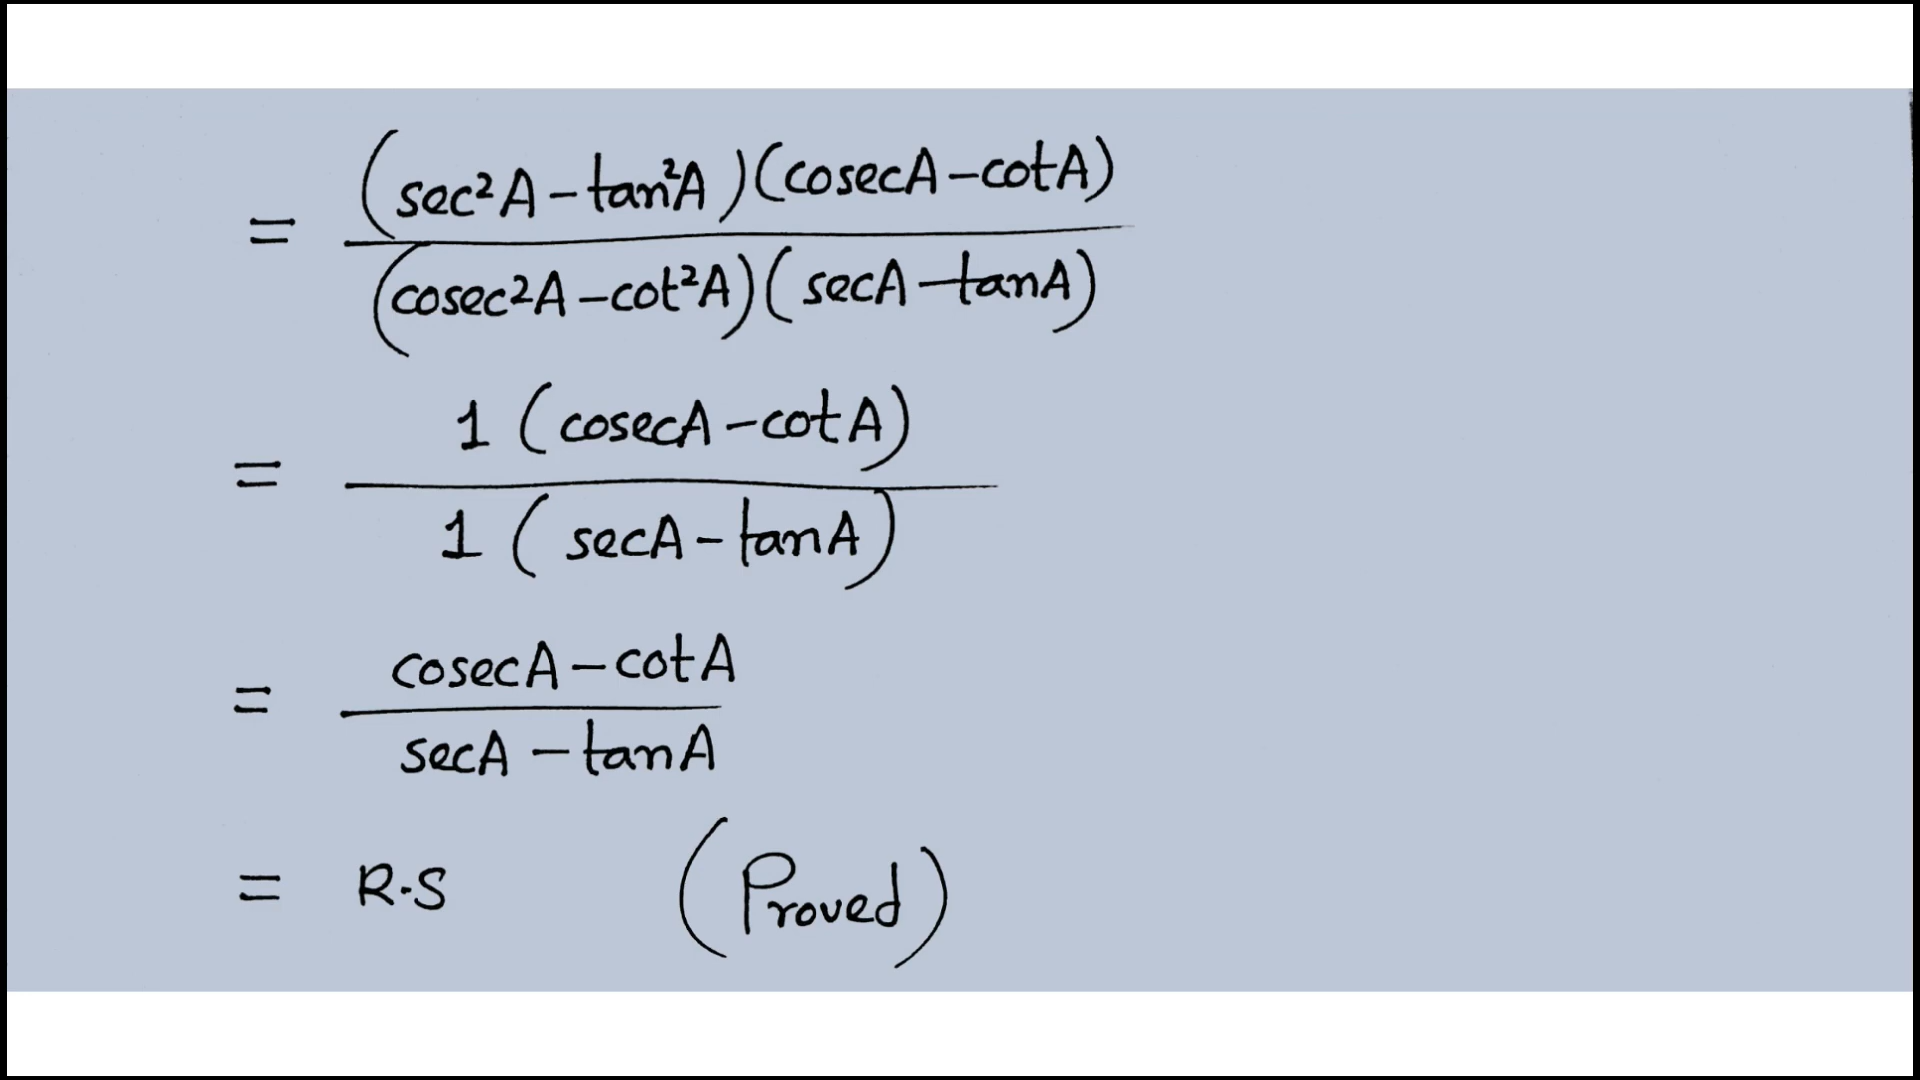 = (sec²A - tan²A)(cosecA - cotA)
(cosec²A - cot²A)(secA - tanA)
= 1 (cosecA - cotA)
1 (secA - tanA)
= cosecA - cotA
secA - tanA
= R.S (Proved)